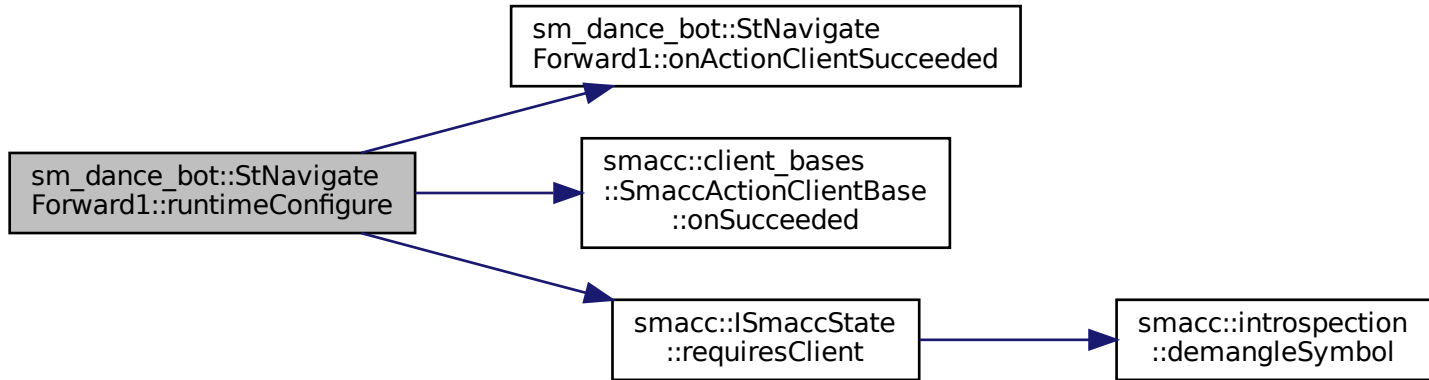 sm_dance_bot::StNavigate
Forward1::runtimeConfigure
sm_dance_bot::StNavigate
Forward1::onActionClientSucceeded
smacc::client_bases
::SmaccActionClientBase
::onSucceeded
smacc::ISmaccState
::requiresClient
smacc::introspection
::demangleSymbol